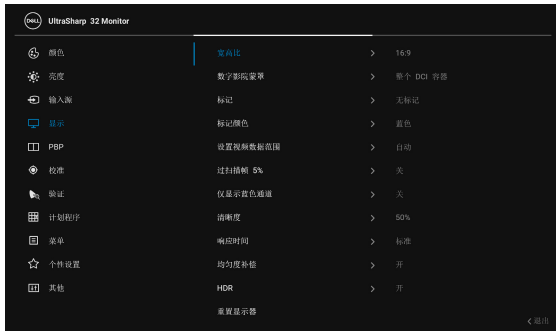 DELL UltraSharp 32 Monitor
颜色 宽高比 16:9
亮度 数字影院蒙罩 整个 DCI 容器
输入源 标记 无标记
显示 标记颜色 蓝色
PBP 设置视频数据范围 自动
校准 过扫描帧 5% 关
验证 仅显示蓝色通道 关
计划程序 清晰度 50%
菜单 响应时间 标准
个性设置 均匀度补偿 开
其他 HDR 开
重置显示器
退出